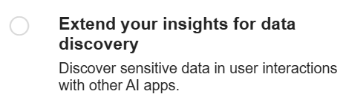 Extend your insights for data
discovery
Discover sensitive data in user interactions
with other AI apps.